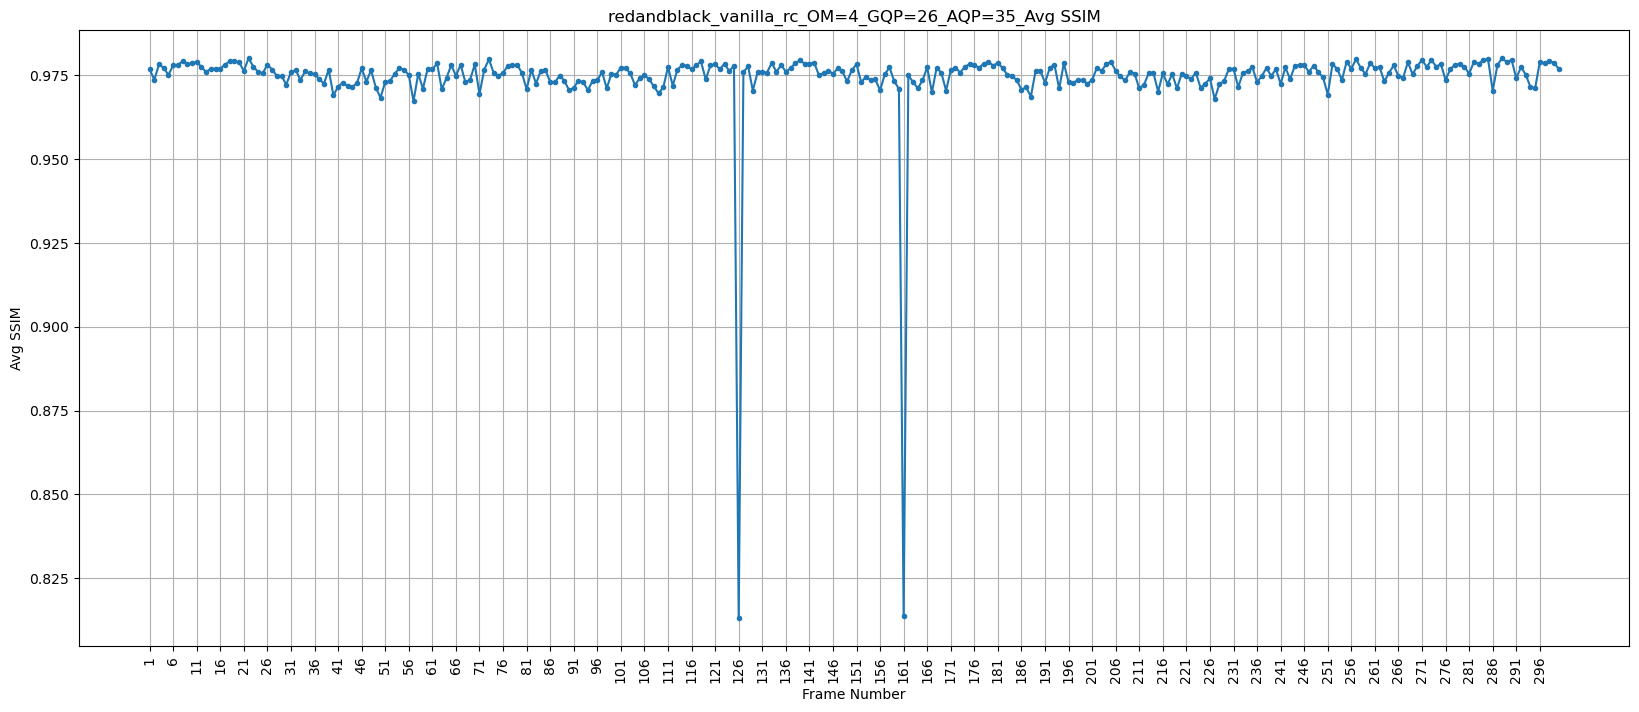 redandblack_vanilla_rc_OM=4_GQP=26_AQP=35_Avg SSIM
0.975
0.950
0.925
0.900
0.875
0.850
0.825
Avg SSIM
1 6 11 16 21 26 31 36 41 46 51 56 61 66 71 76 81 86 91 96 101 106 111 116 121 126 131 136 141 146 151 156 161 166 171 176 181 186 191 196 201 206 211 216 221 226 231 236 241 246 251 256 261 266 271 276 281 286 291 296
Frame Number